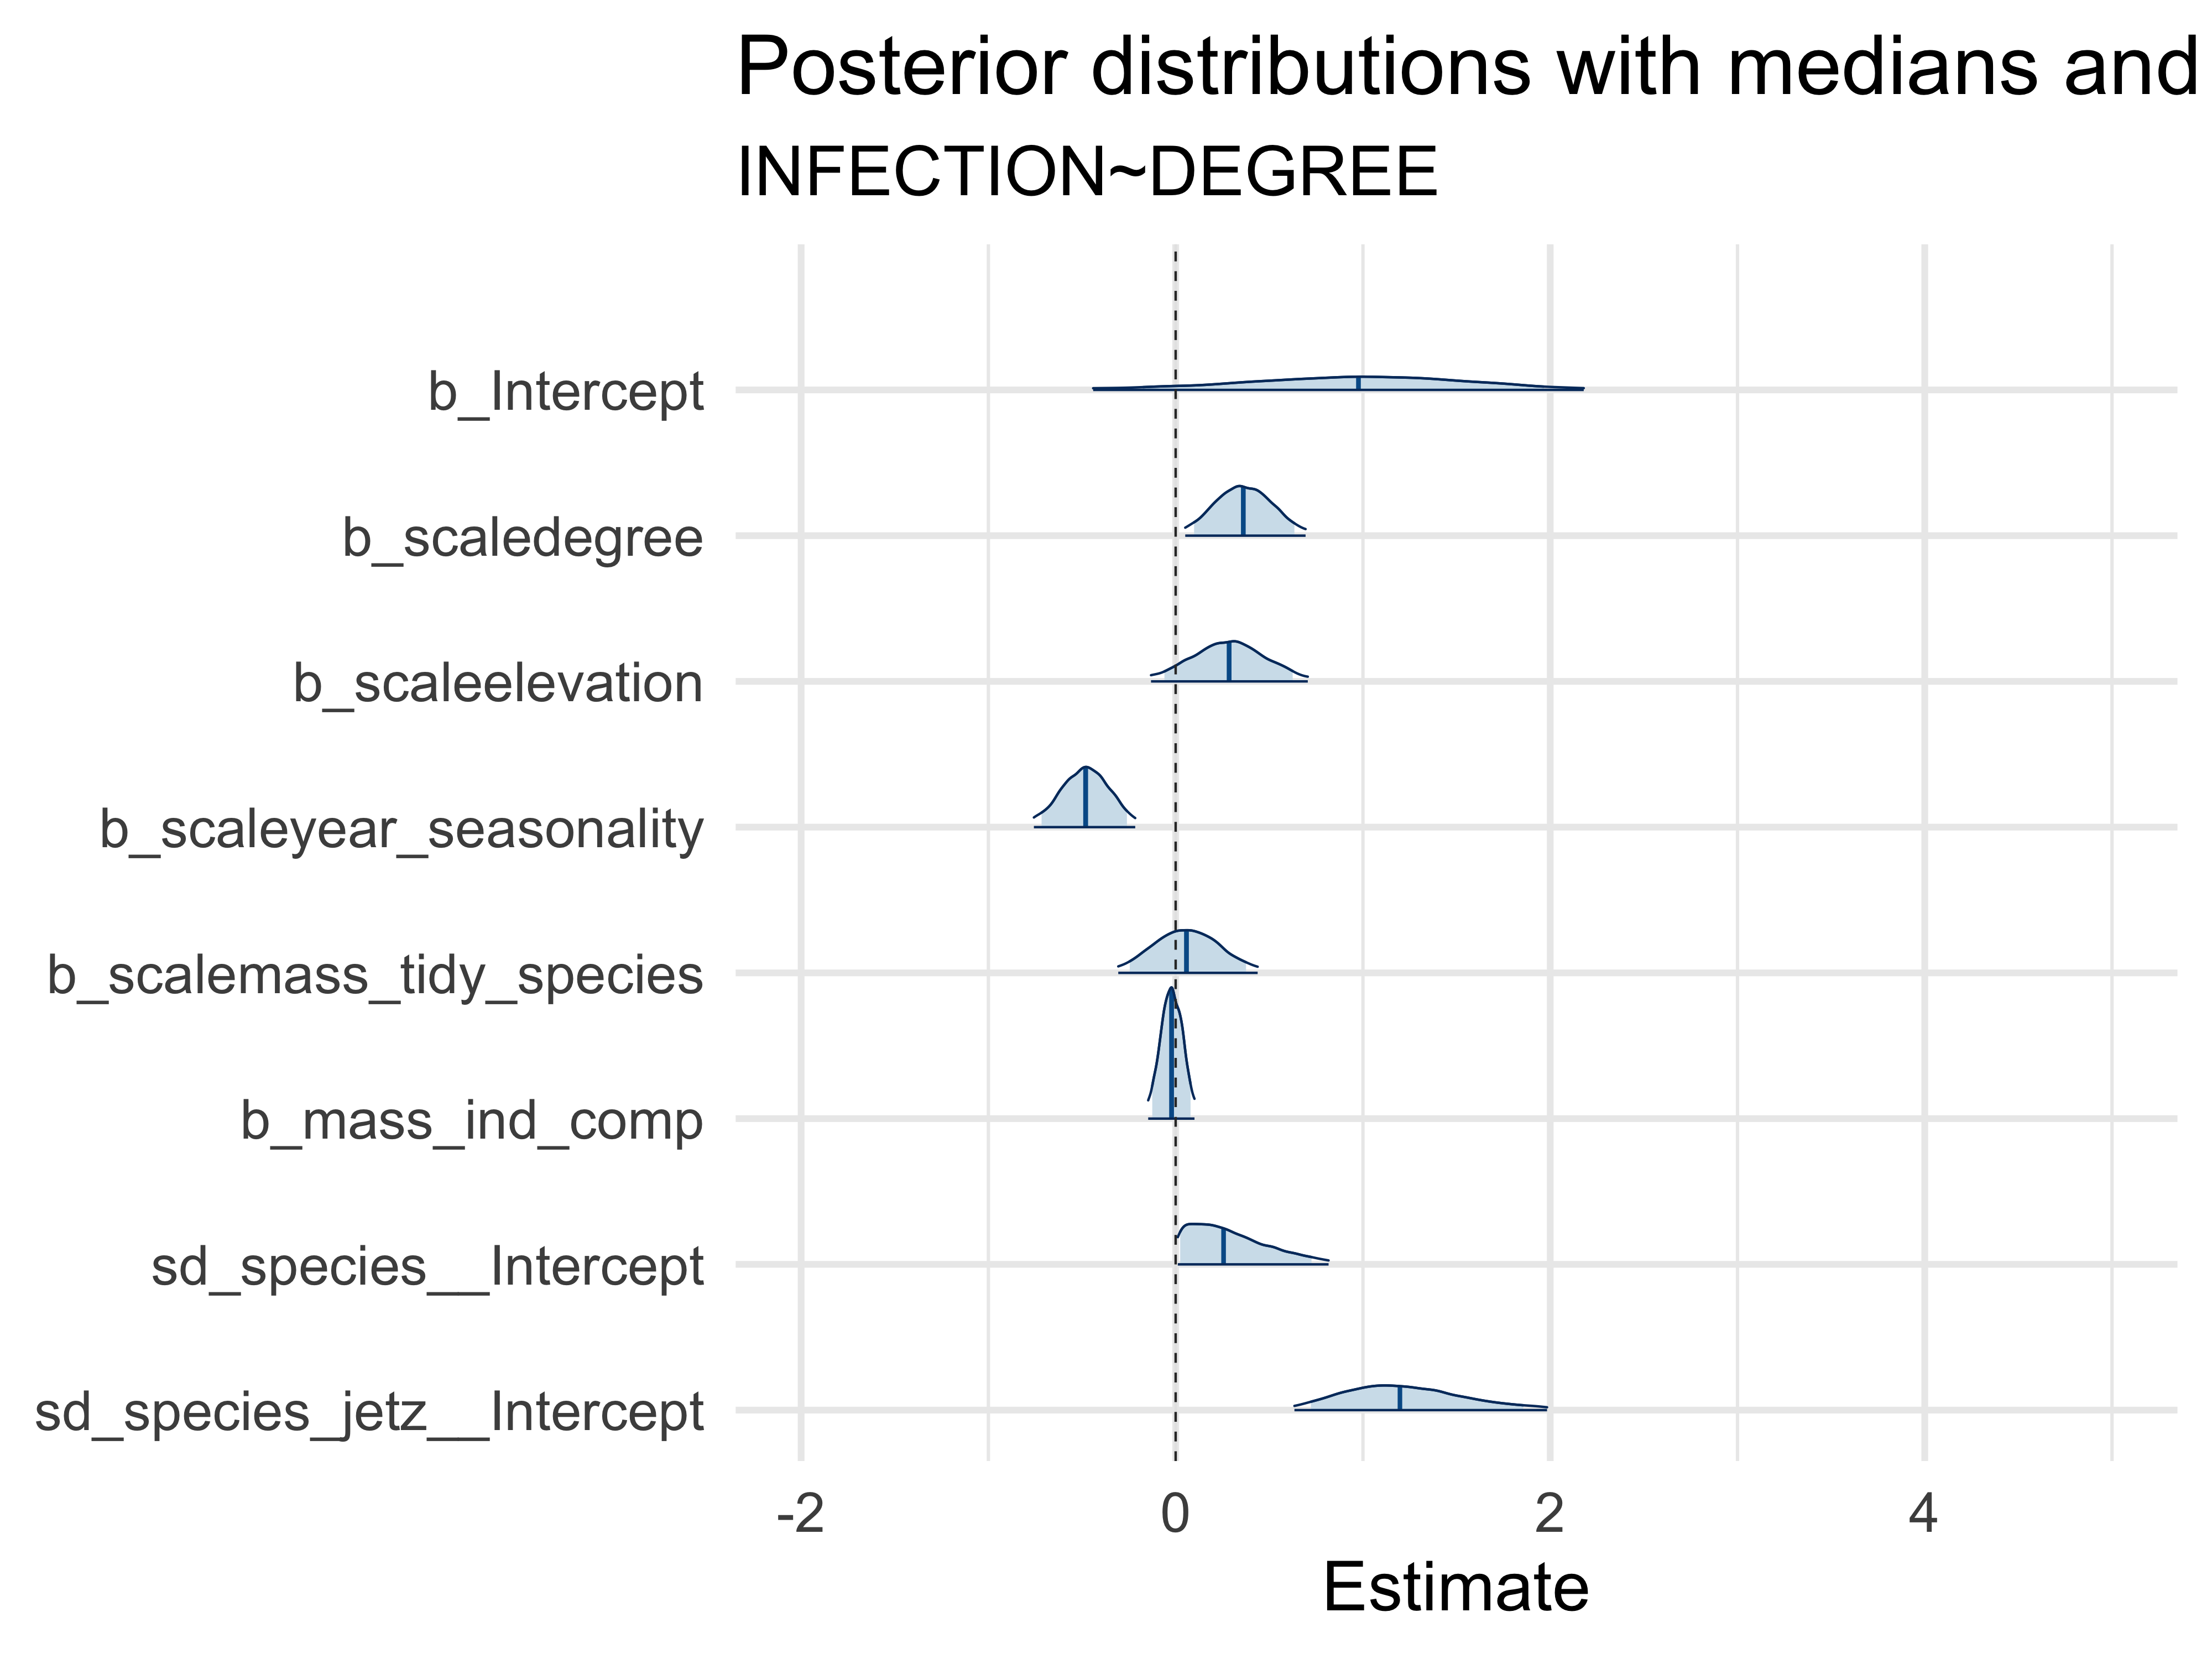 Posterior distributions with medians and
INFECTION~DEGREE
b_Intercept
b_scaledegree
b_scaleelevation
b_scaleyear_seasonality
b_scalemass_tidy_species
b_mass_ind_comp
sd_species__Intercept
sd_species_jetz__Intercept
-2 0 2 4
Estimate